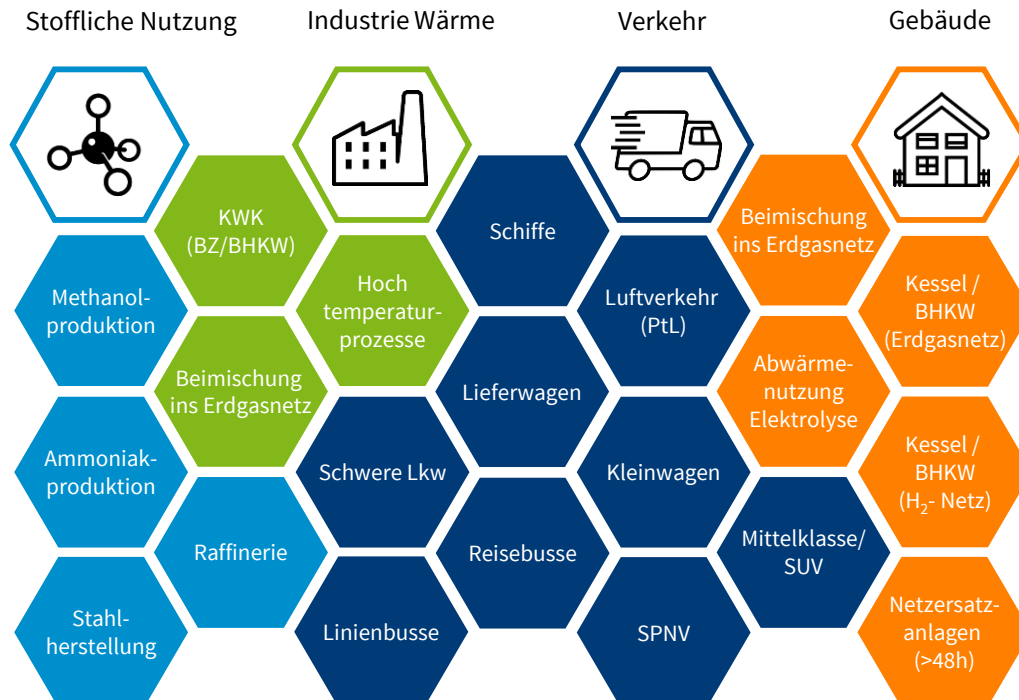 Stoffliche Nutzung
Industrie Wärme
Verkehr
Gebäude
KWK
(BZ/BHKW)
Schiffe
Beimischung
ins Erdgasnetz
Methanol-
produktion
Hoch
temperatur-
prozesse
Luftverkehr
(PtL)
Kessel /
BHKW
(Erdgasnetz)
Beimischung
ins Erdgasnetz
Lieferwagen
Abwärme-
nutzung
Elektrolyse
Ammoniak-
produktion
Schwere Lkw
Kleinwagen
Kessel /
BHKW
(H₂- Netz)
Raffinerie
Reisebusse
Mittelklasse/
SUV
Stahl-
herstellung
Linienbusse
SPNV
Netzersatz-
anlagen
(>48h)